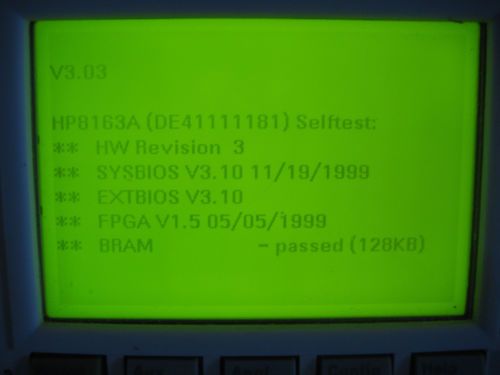 V3.03
HP8163A (DE41111181) Selftest:
** HW Revision 3
** SYSBIOS V3.10 11/19/1999
** EXTBIOS V3.10
** FPGA V1.5 05/05/1999
** BRAM - passed (128KB)